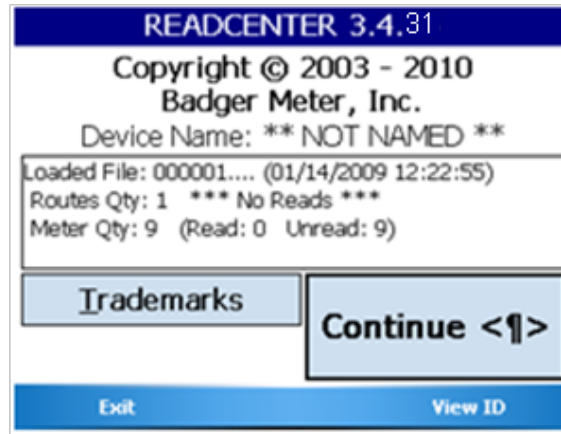 READCENTER 3.4.31
Copyright © 2003 - 2010
Badger Meter, Inc.
Device Name: ** NOT NAMED **
Loaded File: 000001.... (01/14/2009 12:22:55)
Routes Qty: 1 *** No Reads ***
Meter Qty: 9 (Read: 0 Unread: 9)
Trademarks
Continue <¶>
Exit View ID